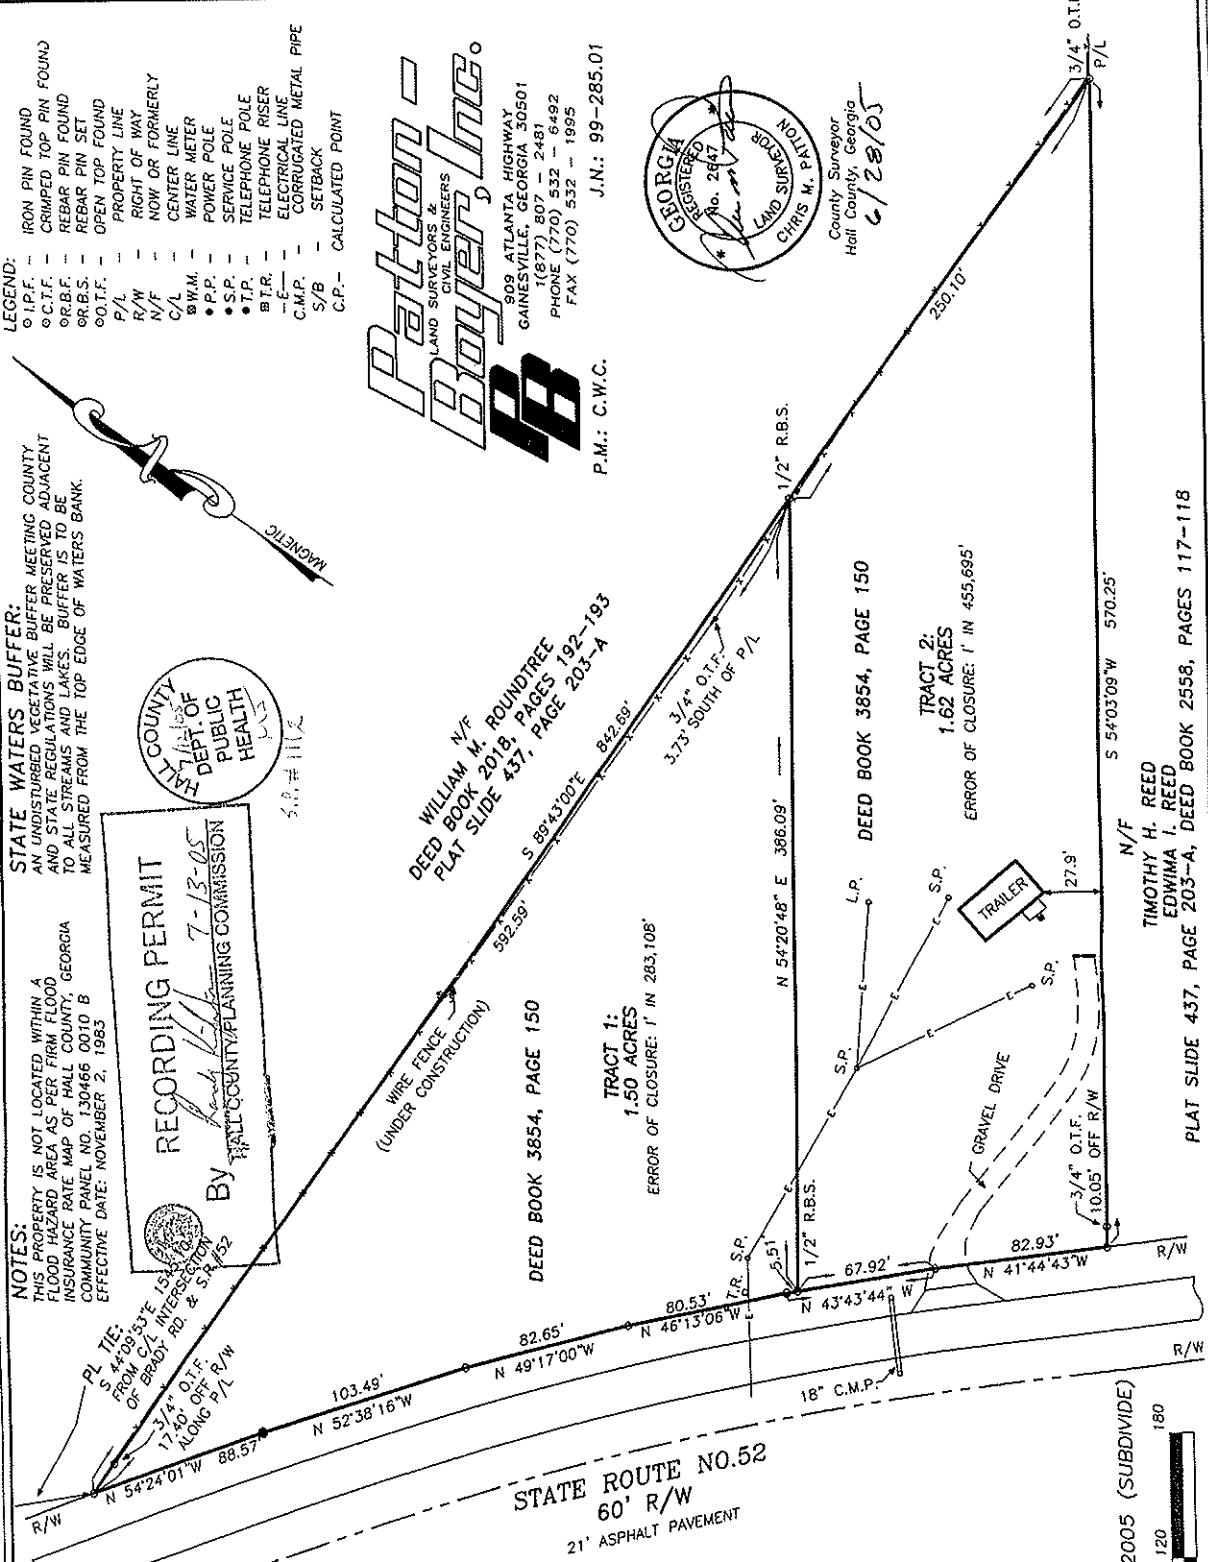 LEGEND:
I.P.F. – IRON PIN FOUND
C.T.F. – CRIMPED TOP PIN FOUND
R.B.F. – REBAR PIN FOUND
R.B.S. – REBAR PIN SET
O.T.F. – OPEN TOP FOUND
P/L – PROPERTY LINE
R/W – RIGHT OF WAY
N/F – NOW OR FORMERLY
C/L – CENTER LINE
W.M. – WATER METER
P.P. – POWER POLE
S.P. – SERVICE POLE
T.P. – TELEPHONE POLE
T.R. – TELEPHONE RISER
–E– – ELECTRICAL LINE
C.M.P. – CORRUGATED METAL PIPE
S/B – SETBACK
C.P. – CALCULATED POINT
Patton –
LAND SURVEYORS &
CIVIL ENGINEERS
Boyer, Inc.
PB
909 ATLANTA HIGHWAY
GAINESVILLE, GEORGIA 30501
1(877) 807 – 2481
PHONE (770) 532 – 6492
FAX (770) 532 – 1995
P.M.: C.W.C.
J.N.: 99–285.01
GEORGIA
REGISTERED
No. 2647
LAND SURVEYOR
CHRIS M. PATTON
County Surveyor
Hall County, Georgia
6/28/05
STATE WATERS BUFFER:
AN UNDISTURBED VEGETATIVE BUFFER MEETING COUNTY
AND STATE REGULATIONS WILL BE PRESERVED ADJACENT
TO ALL STREAMS AND LAKES. BUFFER IS TO BE
MEASURED FROM THE TOP EDGE OF WATERS BANK.
MAGNETIC
HALL COUNTY
7/12/05
DEPT. OF
PUBLIC
HEALTH
NOTES:
THIS PROPERTY IS NOT LOCATED WITHIN A
FLOOD HAZARD AREA AS PER FIRM FLOOD
INSURANCE RATE MAP OF HALL COUNTY, GEORGIA
COMMUNITY PANEL NO. 130466 0010 B
EFFECTIVE DATE: NOVEMBER 2, 1983
RECORDING PERMIT
By 7-13-05
HALL COUNTY PLANNING COMMISSION
PL TIE:
S 44°09'53"E
FROM C/L INTERSECTION
OF BRADY RD. & S.R.#52
3/4" O.T.F.
17.40' OFF R/W
ALONG P/L
N/F
WILLIAM M. ROUNDTREE
DEED BOOK 2018, PAGES 192–193
PLAT SLIDE 437, PAGE 203–A
S 89°43'00"E 842.69'
592.59'
250.10'
WIRE FENCE
(UNDER CONSTRUCTION)
3/4" O.T.F.
3.73' SOUTH OF P/L
1/2" R.B.S.
3/4" O.T.F.
P/L
DEED BOOK 3854, PAGE 150
TRACT 1:
1.50 ACRES
ERROR OF CLOSURE: 1' IN 283,108'
N 54°20'48" E 386.09'
DEED BOOK 3854, PAGE 150
TRACT 2:
1.62 ACRES
ERROR OF CLOSURE: 1' IN 455,695'
L.P.
S.P.
S.P.
S.P.
S.P.
T.R.
TRAILER
27.9'
GRAVEL DRIVE
S 54°03'09"W 570.25'
3/4" O.T.F.
10.05' OFF R/W
N/F
TIMOTHY H. REED
EDWIMA I. REED
PLAT SLIDE 437, PAGE 203–A, DEED BOOK 2558, PAGES 117–118
R/W
N 54°24'01"W 88.57'
103.49'
N 52°38'16"W
82.65'
N 49°17'00"W
80.53'
N 46°13'06"W
5.51'
1/2" R.B.S.
67.92'
N 43°43'44" W
82.93'
N 41°44'43"W
R/W
R/W
18" C.M.P.
STATE ROUTE NO.52
60' R/W
21' ASPHALT PAVEMENT
2005 (SUBDIVIDE)
120 180